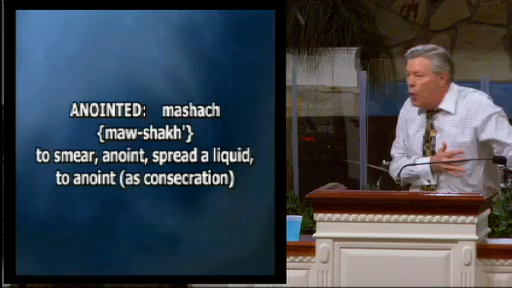 ANOINTED: mashach
{maw-shakh'}
to smear, anoint, spread a liquid,
to anoint (as consecration)